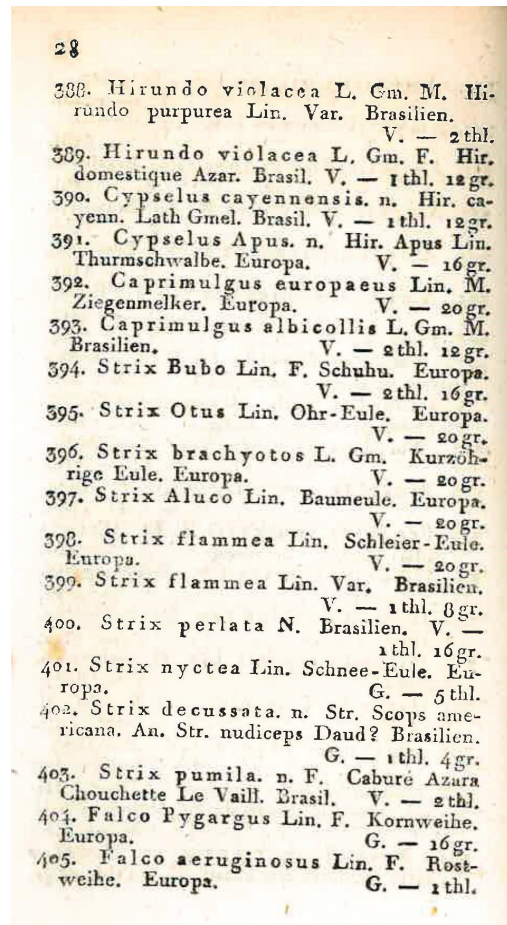 28
388. Hirundo violacea L. Gm. M. Hi-
rundo purpurea Lin. Var. Brasilien.
V. — 2 thl.
389. Hirundo violacea L. Gm. F. Hir.
domestique Azar. Brasil. V. — 1 thl. 12 gr.
390. Cypselus cayennensis. n. Hir. ca-
yenn. Lath Gmel. Brasil. V. — 1 thl. 12 gr.
391. Cypselus Apus. n. Hir. Apus Lin.
Thurmschwalbe. Europa. V. — 16 gr.
392. Caprimulgus europaeus Lin. M.
Ziegenmelker. Europa. V. — 20 gr.
393. Caprimulgus albicollis L. Gm. M.
Brasilien. V. — 2 thl. 12 gr.
394. Strix Bubo Lin. F. Schuhu. Europa.
V. — 2 thl. 16 gr.
395. Strix Otus Lin. Ohr-Eule. Europa.
V. — 20 gr.
396. Strix brachyotos L. Gm. Kurzöh-
rige Eule. Europa. V. — 20 gr.
397. Strix Aluco Lin. Baumeule. Europa.
V. — 20 gr.
398. Strix flammea Lin. Schleier-Eule.
Europa. V. — 20 gr.
399. Strix flammea Lin. Var. Brasilien.
V. — 1 thl. 8 gr.
400. Strix perlata N. Brasilien. V. —
1 thl. 16 gr.
401. Strix nyctea Lin. Schnee-Eule. Eu-
ropa. G. — 5 thl.
402. Strix decussata. n. Str. Scops ame-
ricana. An. Str. nudiceps Daud? Brasilien.
G. — 1 thl. 4 gr.
403. Strix pumila. n. F. Caburé Azara
Chouchette Le Vaill. Brasil. V. — 2 thl.
404. Falco Pygargus Lin. F. Kornweihe.
Europa. G. — 16 gr.
405. Falco aeruginosus Lin. F. Rost-
weihe. Europa. G. — 1 thl.